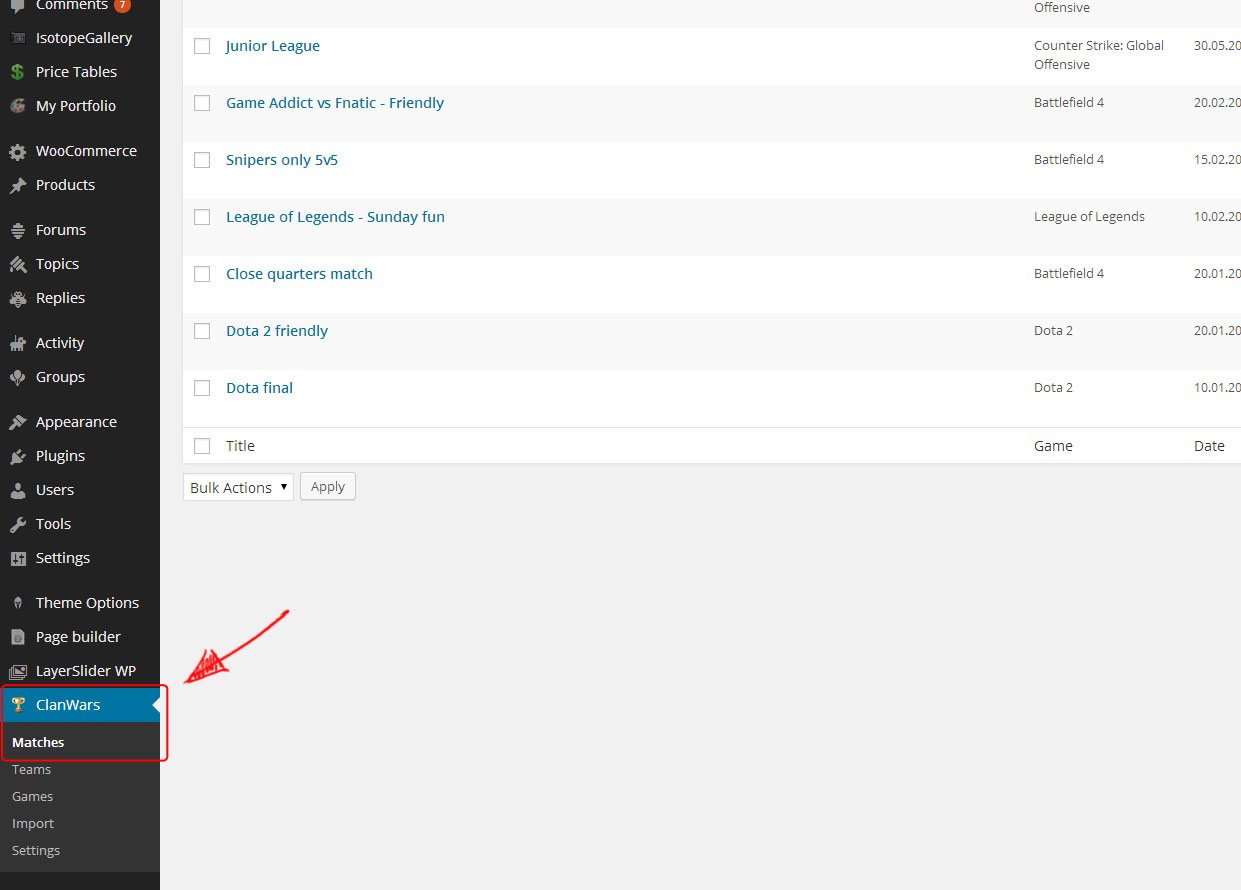 Comments 7
IsotopeGallery
Price Tables
My Portfolio
WooCommerce
Products
Forums
Topics
Replies
Activity
Groups
Appearance
Plugins
Users
Tools
Settings
Theme Options
Page builder
LayerSlider WP
ClanWars
Matches
Teams
Games
Import
Settings
Offensive
Junior League Counter Strike: Global 30.05.20
Offensive
Game Addict vs Fnatic - Friendly Battlefield 4 20.02.20
Snipers only 5v5 Battlefield 4 15.02.20
League of Legends - Sunday fun League of Legends 10.02.20
Close quarters match Battlefield 4 20.01.20
Dota 2 friendly Dota 2 20.01.20
Dota final Dota 2 10.01.20
Title Game Date
Bulk Actions Apply